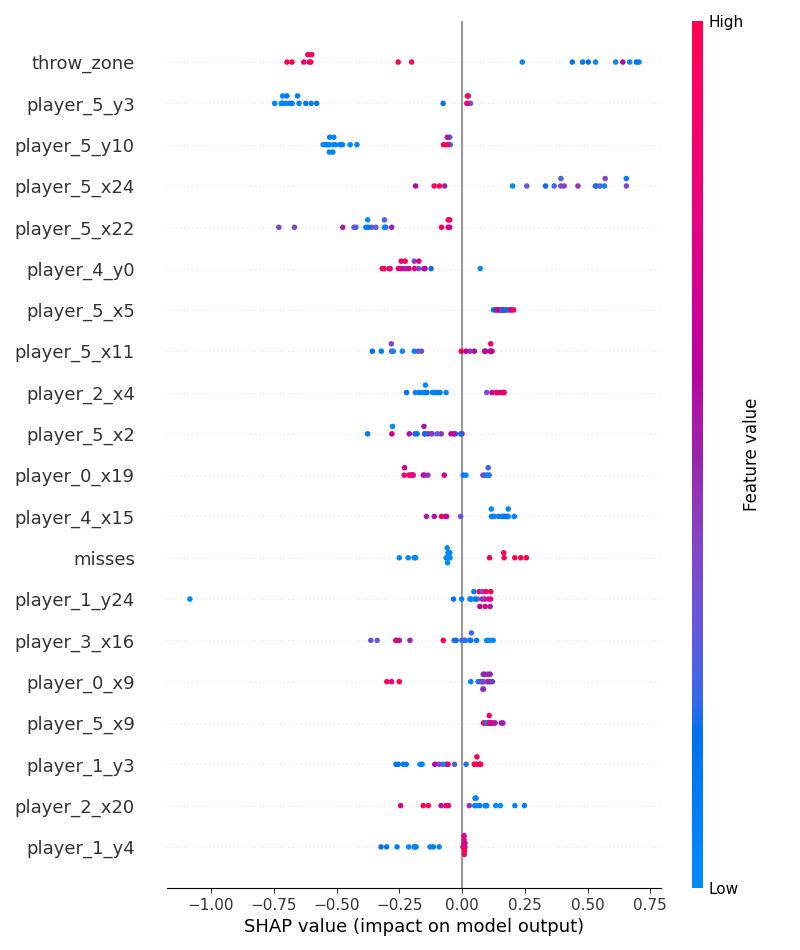 High
throw_zone
player_5_y3
player_5_y10
player_5_x24
player_5_x22
player_4_y0
player_5_x5
player_5_x11
player_2_x4
player_5_x2
player_0_x19
player_4_x15
misses
player_1_y24
player_3_x16
player_0_x9
player_5_x9
player_1_y3
player_2_x20
player_1_y4
Feature value
Low
−1.00 −0.75 −0.50 −0.25 0.00 0.25 0.50 0.75
SHAP value (impact on model output)